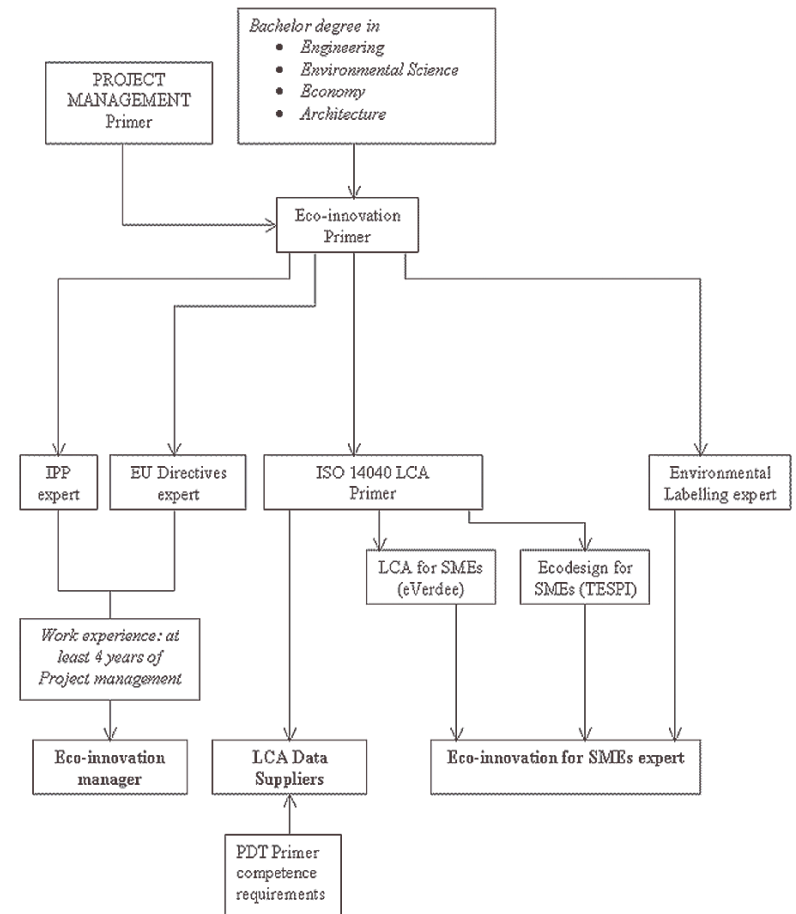 Bachelor degree in
• Engineering
• Environmental Science
• Economy
• Architecture
PROJECT
MANAGEMENT
Primer
Eco-innovation
Primer
IPP
expert
EU Directives
expert
ISO 14040 LCA
Primer
Environmental
Labelling expert
LCA for SMEs
(eVerdee)
Ecodesign for
SMEs (TESPI)
Work experience: at
least 4 years of
Project management
Eco-innovation
manager
LCA Data
Suppliers
Eco-innovation for SMEs expert
PDT Primer
competence
requirements